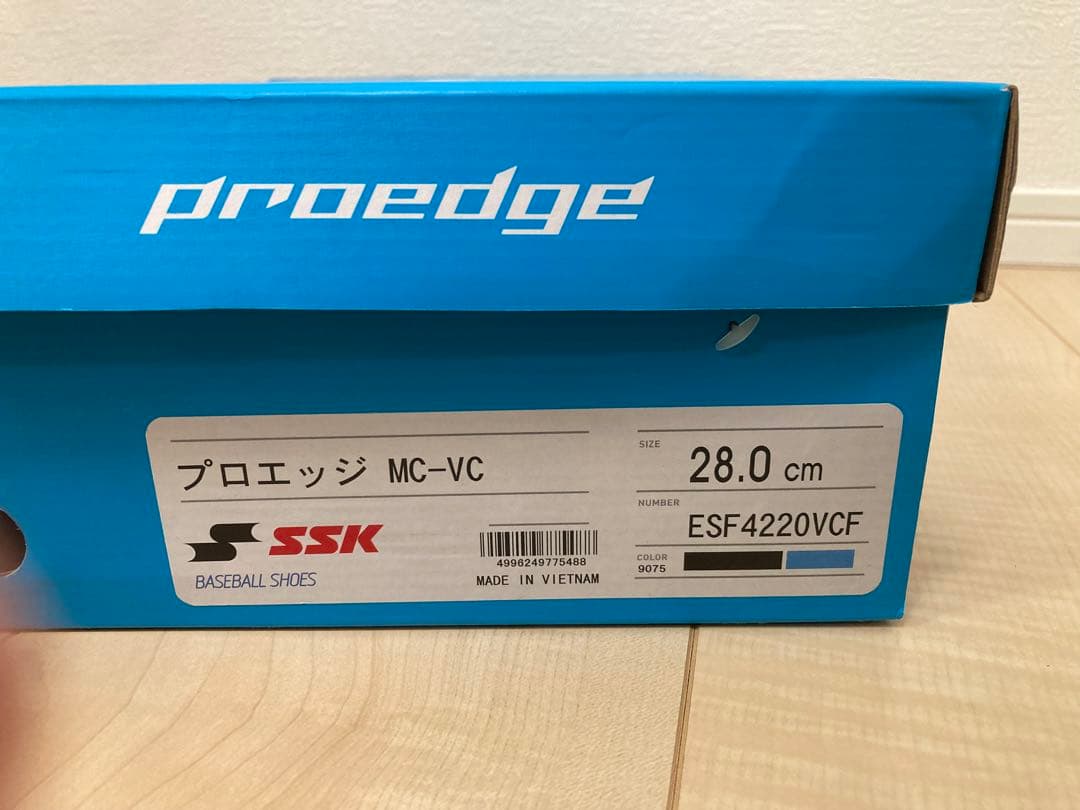 proedge
プロエッジ MC-VC
SSK
BASEBALL SHOES
4996249775488
MADE IN VIETNAM
SIZE
28.0 cm
NUMBER
ESF4220VCF
COLOR
9075